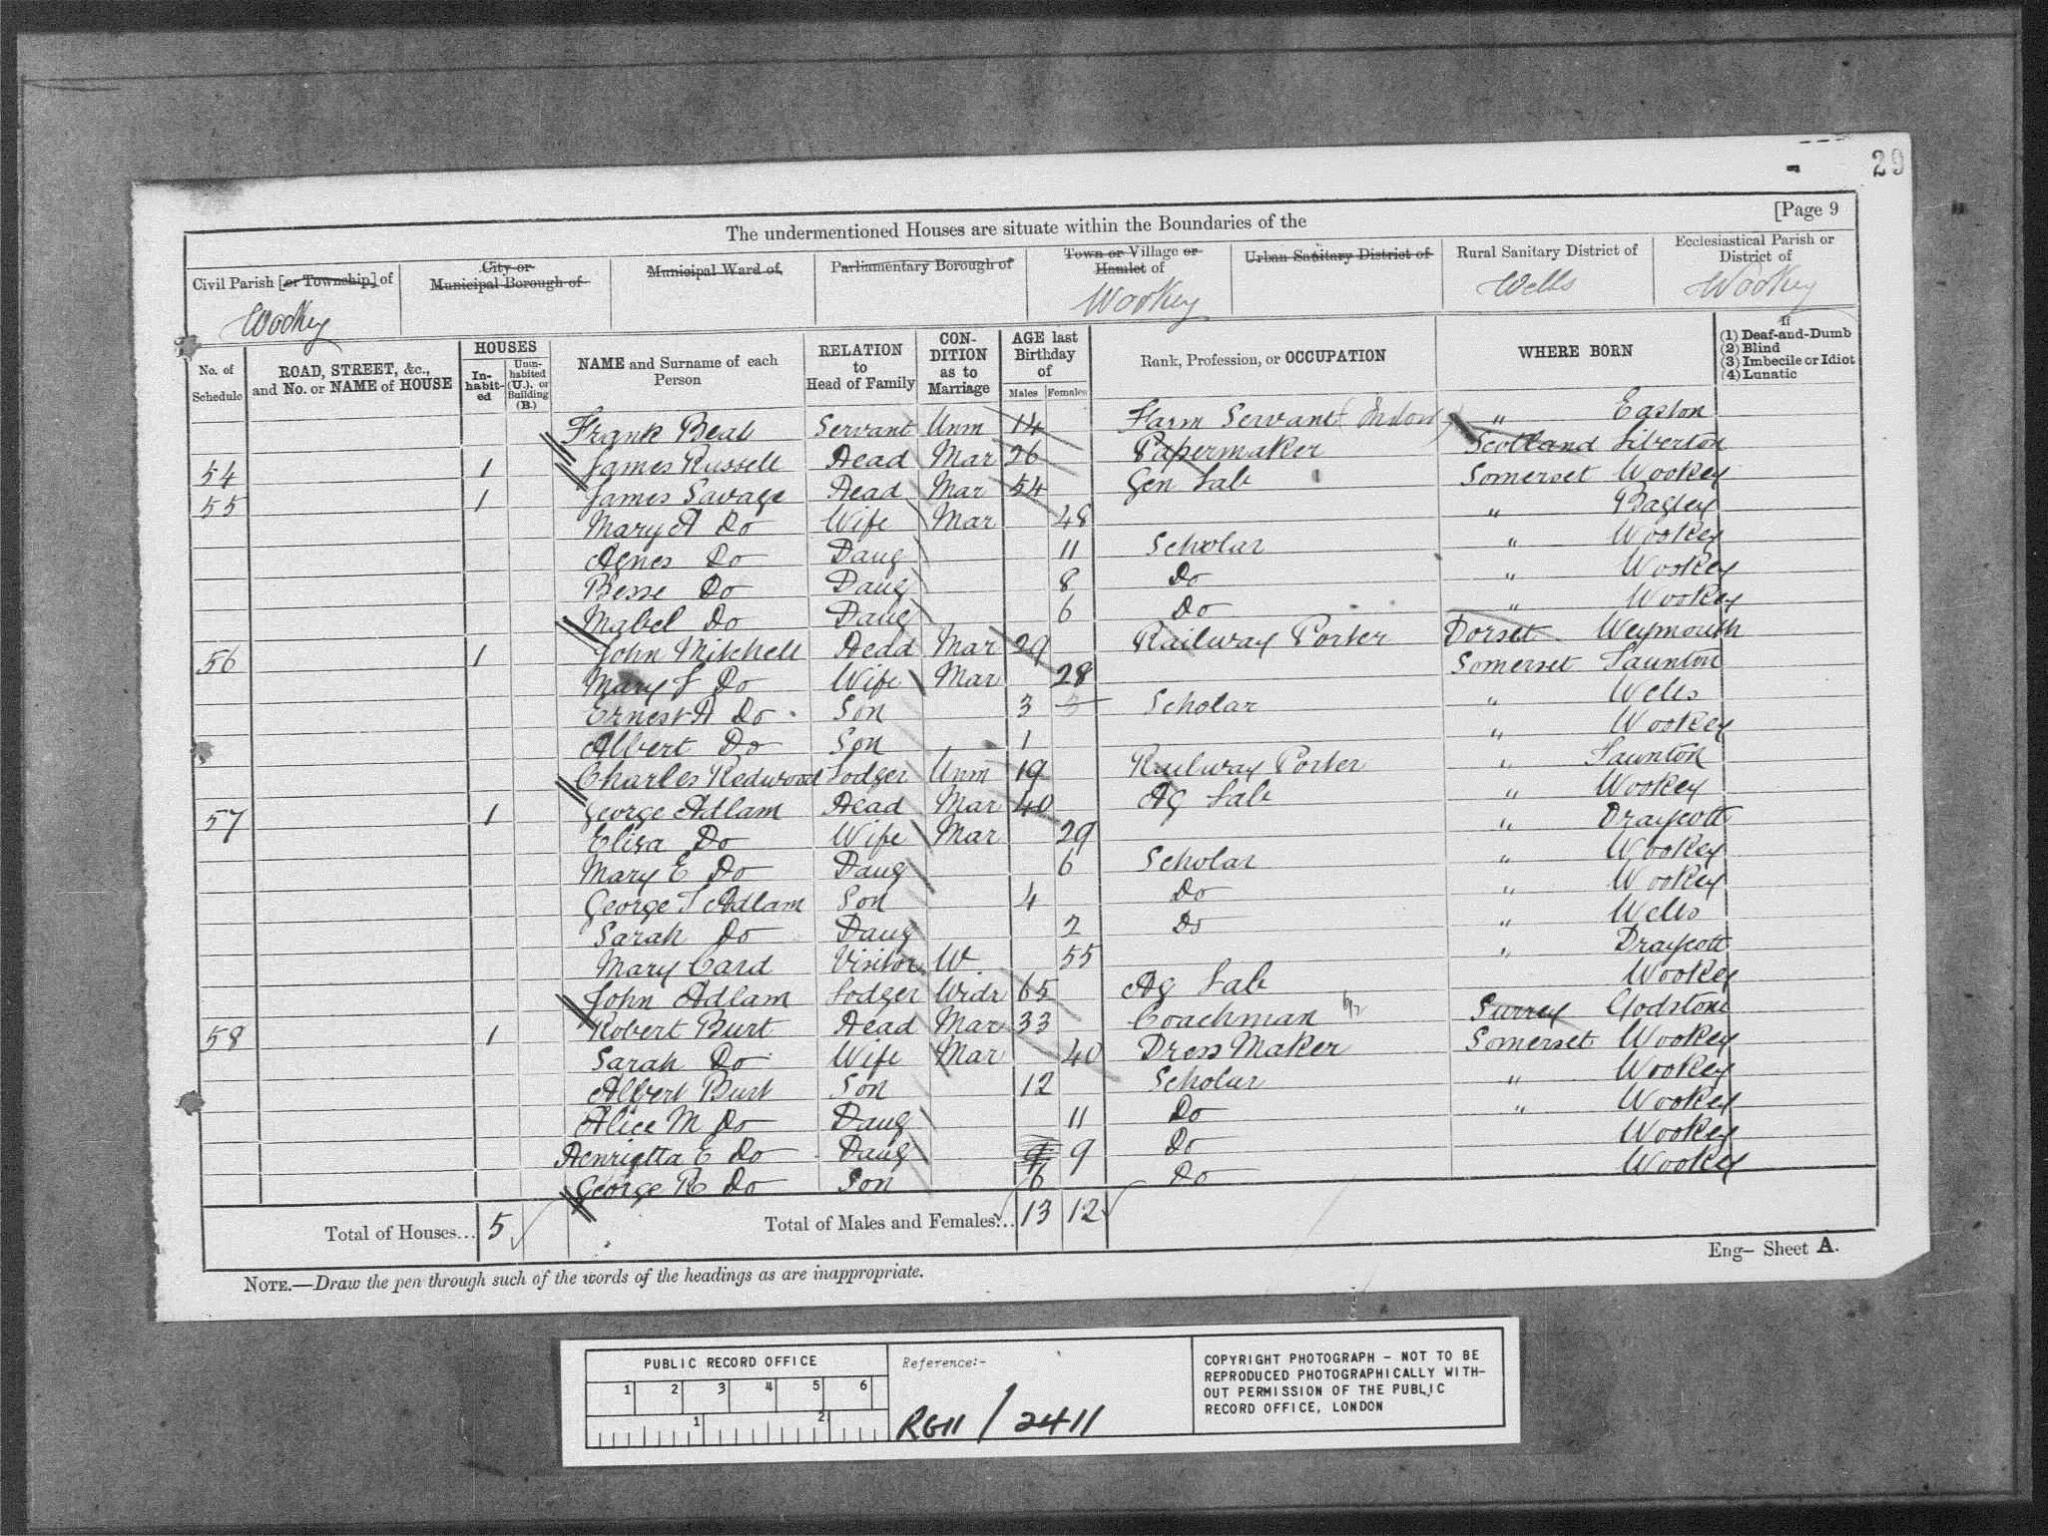 29
[Page 9
The undermentioned Houses are situate within the Boundaries of the
Civil Parish [or Township,] of
City or Municipal Borough of
Municipal Ward of
Parliamentary Borough of
Town or Village or Hamlet of
Urban Sanitary District of
Rural Sanitary District of
Ecclesiastical Parish or District of
Wookey Wookey Wells Wookey
No. of Schedule
ROAD, STREET, &c., and No. or NAME of HOUSE
HOUSES
In-habit-ed
Unin-habited (U.), or Building (B.)
NAME and Surname of each Person
RELATION to Head of Family
CON-DITION as to Marriage
AGE last Birthday of
Males Females
Rank, Profession, or OCCUPATION
WHERE BORN
If
(1) Deaf-and-Dumb
(2) Blind
(3) Imbecile or Idiot
(4) Lunatic
Frank Beal Servant Unm 14 Farm Servant (Indoor) " Easton
54 1 James Russell Head Mar 26 Papermaker Scotland Liberton
55 1 James Savage Head Mar 54 Gen Lab Somerset Wookey
Mary A Do Wife Mar 48 " Bagley
Agnes Do Daug 11 Scholar " Wookey
Besse Do Daug 8 Do " Wookey
Mabel Do Daug 6 Do " Wookey
56 1 John Mitchell Head Mar 29 Railway Porter Dorset Weymouth
Mary L Do Wife Mar 28 Somerset Taunton
Ernest A Do Son 3 3 Scholar " Wells
Albert Do Son 1 " Wookey
Charles Redwood Lodger Unm 19 Railway Porter " Taunton
57 1 George Adlam Head Mar 40 Ag Lab " Wookey
Eliza Do Wife Mar 29 " Draycott
Mary E Do Daug 6 Scholar " Wookey
George T Adlam Son 4 Do " Wookey
Sarah Do Daug 2 Do " Wells
Mary Card Visitor W 55 " Draycott
John Adlam Lodger Widr 65 Ag Lab Wookey
58 1 Robert Burt Head Mar 33 Coachman Surrey Godstone
Sarah Do Wife Mar 40 Dress Maker Somerset Wookey
Albert Burt Son 12 Scholar " Wookey
Alice M Do Daug 11 Do " Wookey
Henrietta E Do Daug 9 Do Wookey
George R Do Son 6 Do Wookey
Total of Houses... 5 Total of Males and Females... 13 12
Eng- Sheet A.
NOTE.—Draw the pen through such of the words of the headings as are inappropriate.
PUBLIC RECORD OFFICE
1 2 3 4 5 6
1 2
Reference:-
RG11 / 2411
COPYRIGHT PHOTOGRAPH - NOT TO BE
REPRODUCED PHOTOGRAPHICALLY WITH-
OUT PERMISSION OF THE PUBLIC
RECORD OFFICE, LONDON